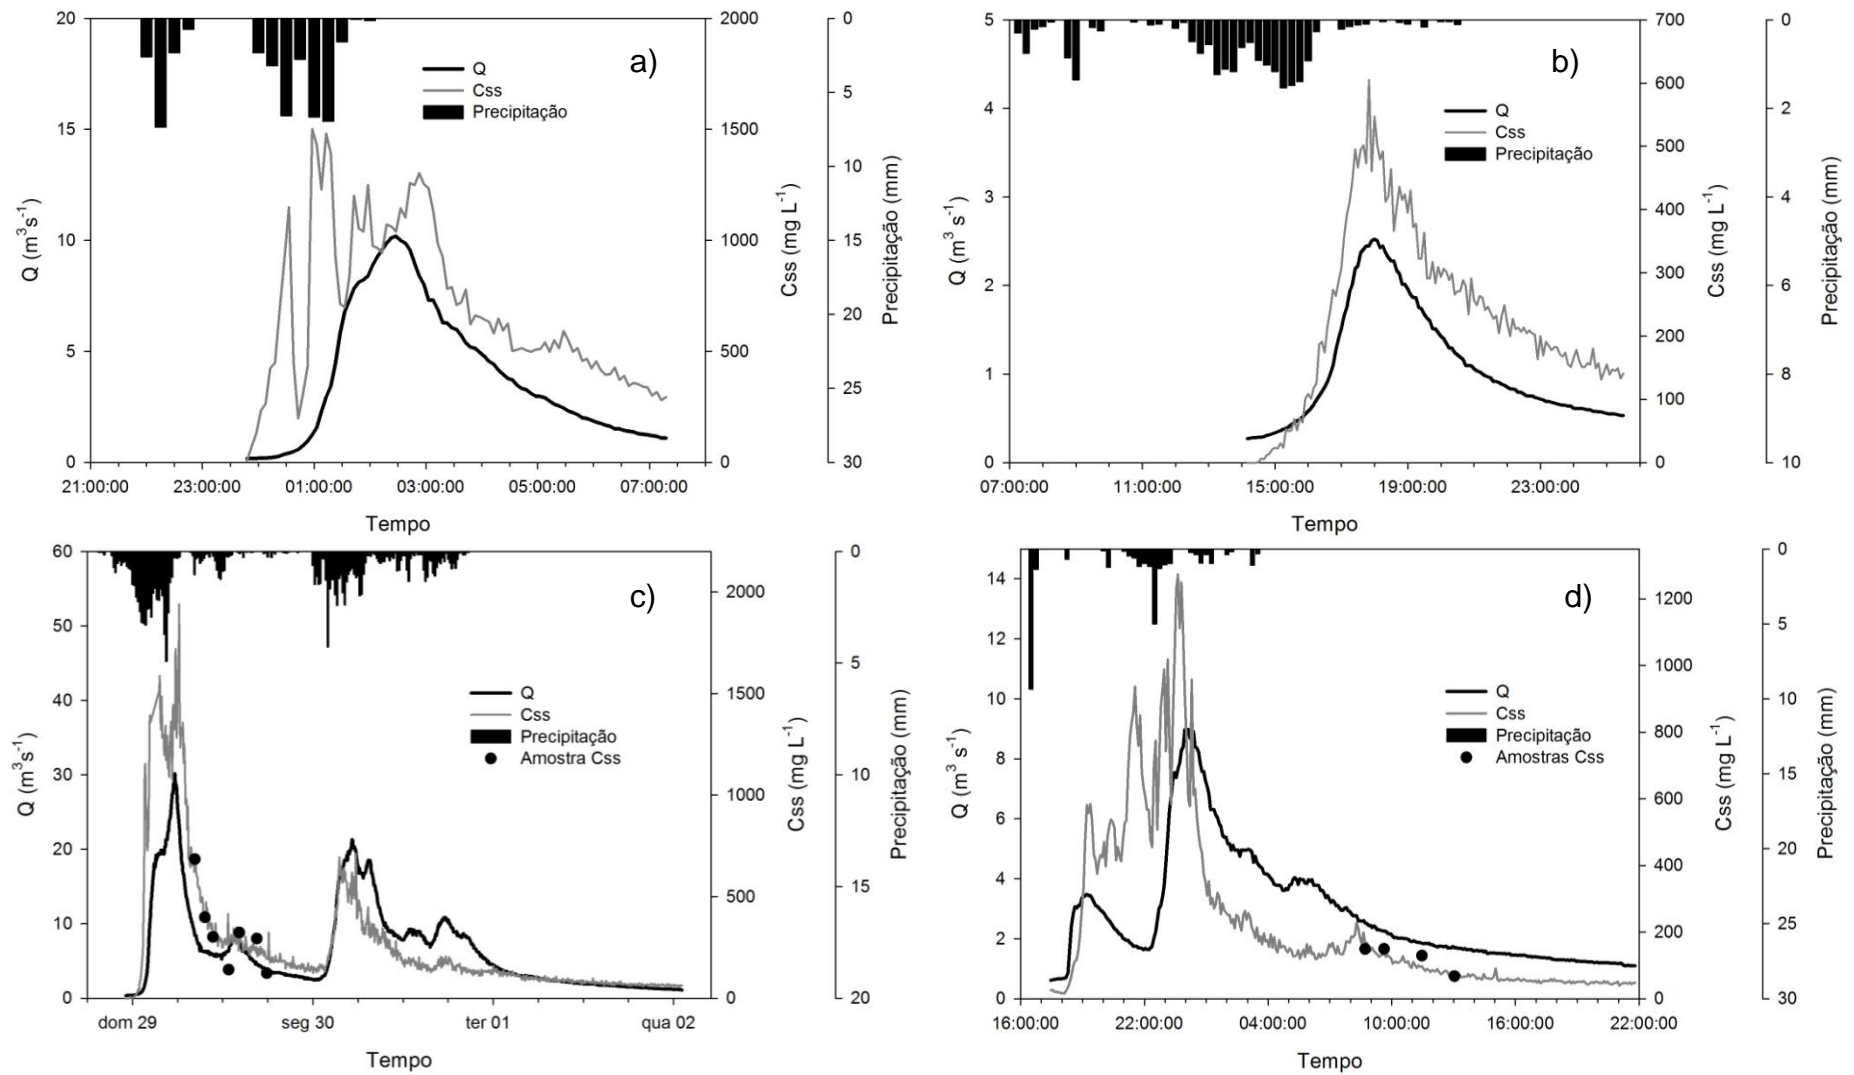 a)
Q
Css
Precipitação
20
15
10
5
0
Q (m³s⁻¹)
2000
1500
1000
500
0
Css (mg L⁻¹)
0
5
10
15
20
25
30
Precipitação (mm)
21:00:00 23:00:00 01:00:00 03:00:00 05:00:00 07:00:00
Tempo
b)
Q
Css
Precipitação
5
4
3
2
1
0
Q (m³ s⁻¹)
700
600
500
400
300
200
100
0
Css (mg L⁻¹)
0
2
4
6
8
10
Precipitação (mm)
07:00:00 11:00:00 15:00:00 19:00:00 23:00:00
Tempo
c)
Q
Css
Precipitação
Amostra Css
60
50
40
30
20
10
0
Q (m³s⁻¹)
2000
1500
1000
500
0
Css (mg L⁻¹)
0
5
10
15
20
Precipitação (mm)
dom 29 seg 30 ter 01 qua 02
Tempo
d)
Q
Css
Precipitação
Amostras Css
14
12
10
8
6
4
2
0
Q (m³ s⁻¹)
1200
1000
800
600
400
200
0
Css (mg L⁻¹)
0
5
10
15
20
25
30
Precipitação (mm)
16:00:00 22:00:00 04:00:00 10:00:00 16:00:00 22:00:00
Tempo